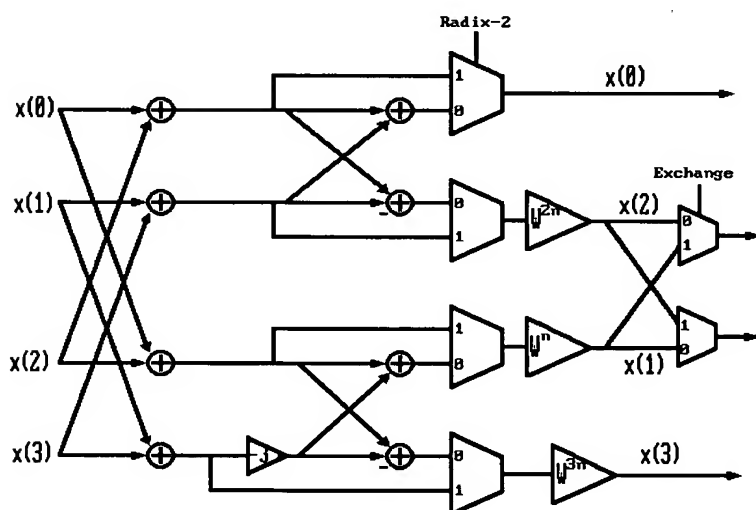 Radix-2
x(0)
1
0
x(0)
x(1)
-
0
1
W^2n
x(2)
Exchange
0
1
x(2)
1
0
W^n
x(1)
1
0
x(3)
-J
-
0
1
W^3n
x(3)